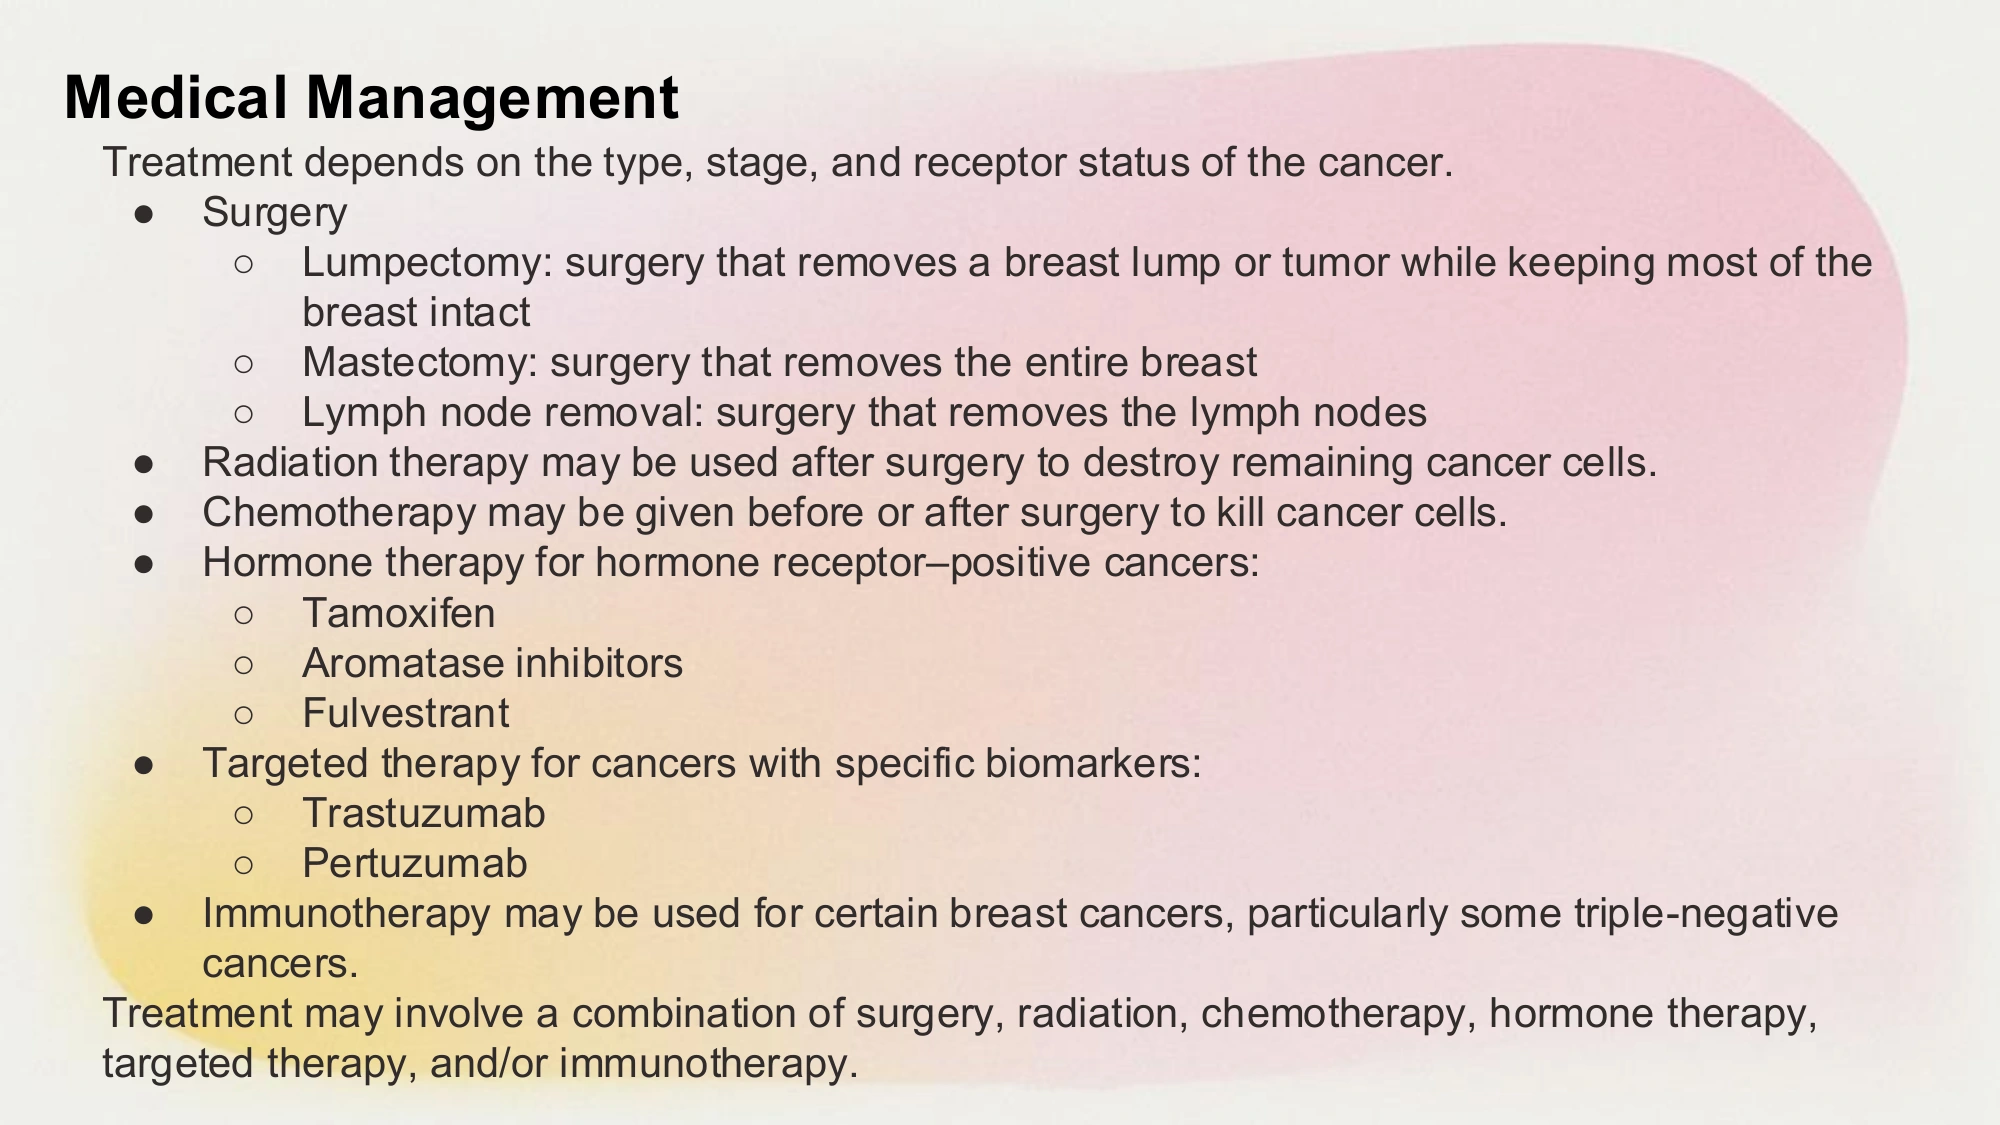 Medical Management
Treatment depends on the type, stage, and receptor status of the cancer.
● Surgery
○ Lumpectomy: surgery that removes a breast lump or tumor while keeping most of the
breast intact
○ Mastectomy: surgery that removes the entire breast
○ Lymph node removal: surgery that removes the lymph nodes
● Radiation therapy may be used after surgery to destroy remaining cancer cells.
● Chemotherapy may be given before or after surgery to kill cancer cells.
● Hormone therapy for hormone receptor–positive cancers:
○ Tamoxifen
○ Aromatase inhibitors
○ Fulvestrant
● Targeted therapy for cancers with specific biomarkers:
○ Trastuzumab
○ Pertuzumab
● Immunotherapy may be used for certain breast cancers, particularly some triple-negative
cancers.
Treatment may involve a combination of surgery, radiation, chemotherapy, hormone therapy,
targeted therapy, and/or immunotherapy.